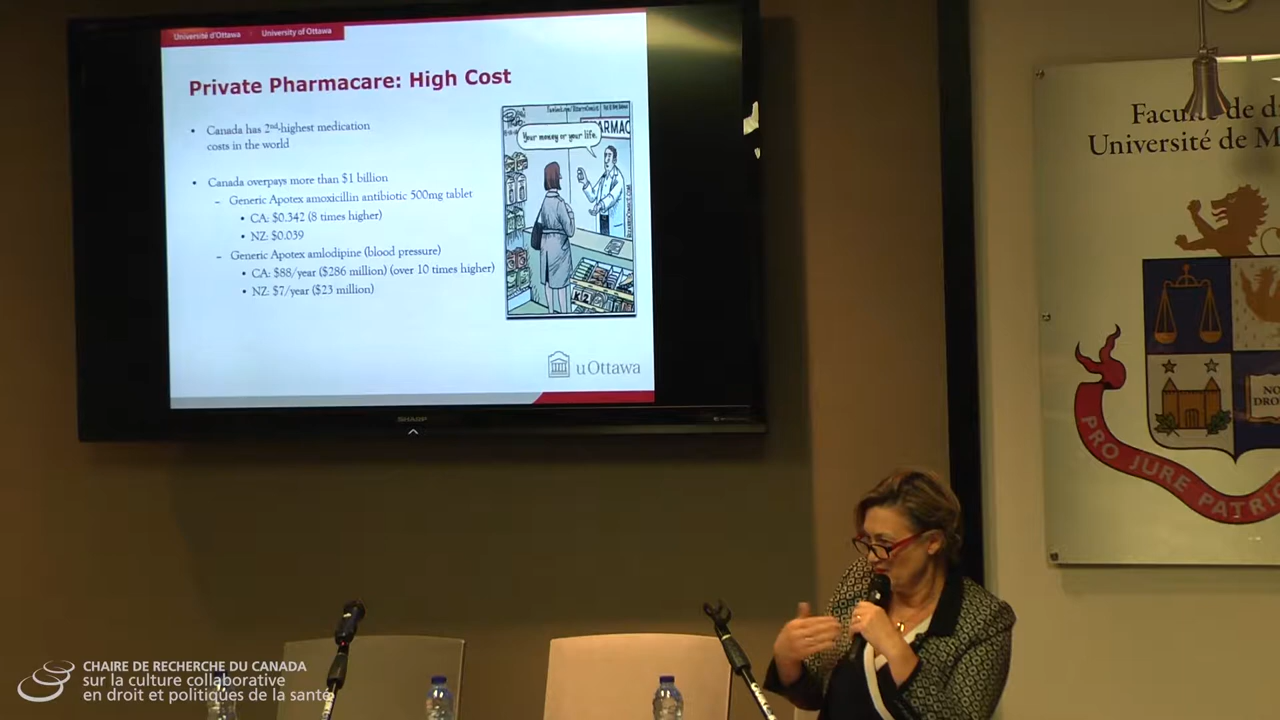 Université d'Ottawa | University of Ottawa
Private Pharmacare: High Cost
• Canada has 2nd-highest medication
costs in the world
• Canada overpays more than $1 billion
– Generic Apotex amoxicillin antibiotic 500mg tablet
• CA: $0.342 (8 times higher)
• NZ: $0.039
– Generic Apotex amlodipine (blood pressure)
• CA: $88/year ($286 million) (over 10 times higher)
• NZ: $7/year ($23 million)
Your money or your life.
ARMAC
uOttawa
SHARP
Faculté de d
Université de M
NO
DRO
PRO JURE PATRI
CHAIRE DE RECHERCHE DU CANADA
sur la culture collaborative
en droit et politiques de la santé